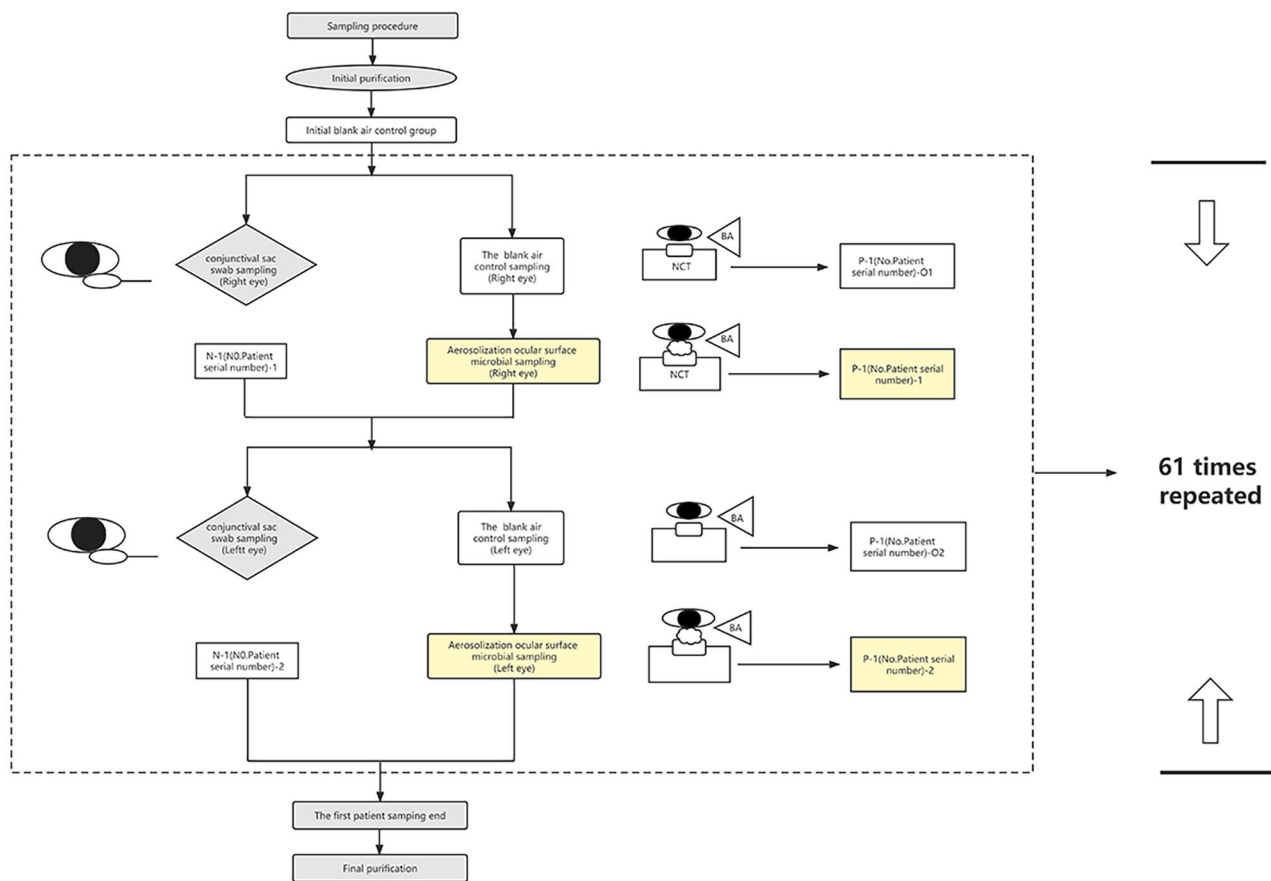 Sampling procedure
Initial purification
Initial blank air control group
conjunctival sac
swab sampling
(Right eye)
The blank air
control sampling
(Right eye)
BA
NCT
P-1(No.Patient
serial number)-O1
N-1(N0.Patient
serial number)-1
Aerosolization ocular surface
microbial sampling
(Right eye)
BA
NCT
P-1(No.Patient serial
number)-1
61 times
repeated
conjunctival sac
swab sampling
(Leftt eye)
The blank air
control sampling
(Left eye)
BA
P-1(No.Patient
serial number)-O2
N-1(N0.Patient
serial number)-2
Aerosolization ocular surface
microbial sampling
(Left eye)
BA
P-1(No.Patient serial
number)-2
The first patient samping end
Final purification